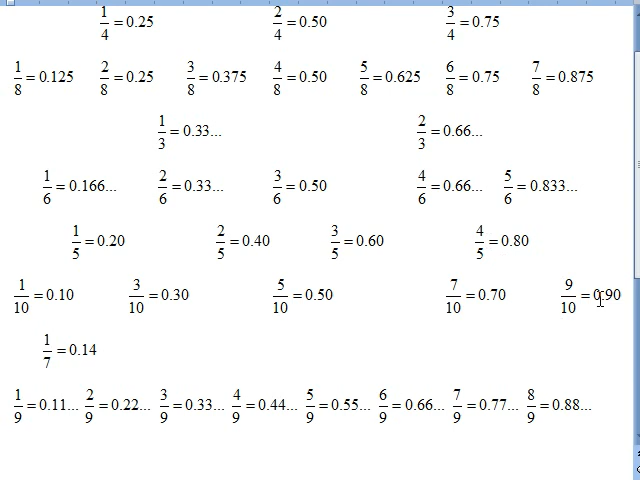 1/4 = 0.25 2/4 = 0.50 3/4 = 0.75
1/8 = 0.125 2/8 = 0.25 3/8 = 0.375 4/8 = 0.50 5/8 = 0.625 6/8 = 0.75 7/8 = 0.875
1/3 = 0.33... 2/3 = 0.66...
1/6 = 0.166... 2/6 = 0.33... 3/6 = 0.50 4/6 = 0.66... 5/6 = 0.833...
1/5 = 0.20 2/5 = 0.40 3/5 = 0.60 4/5 = 0.80
1/10 = 0.10 3/10 = 0.30 5/10 = 0.50 7/10 = 0.70 9/10 = 0.90
1/7 = 0.14
1/9 = 0.11... 2/9 = 0.22... 3/9 = 0.33... 4/9 = 0.44... 5/9 = 0.55... 6/9 = 0.66... 7/9 = 0.77... 8/9 = 0.88...